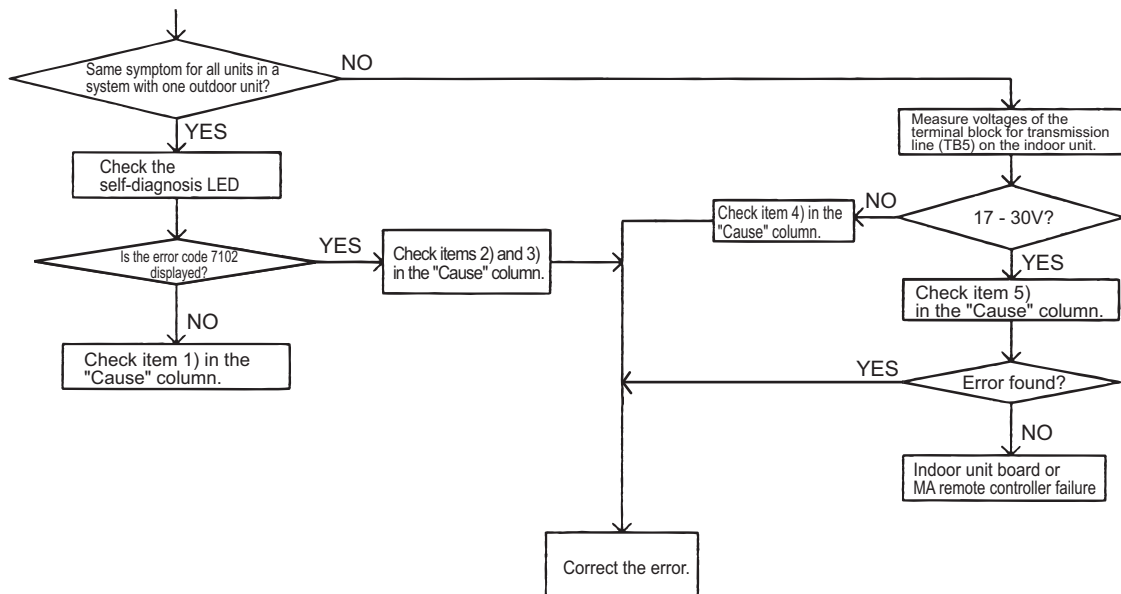 Same symptom for all units in a
system with one outdoor unit?
NO
YES
Measure voltages of the
terminal block for transmission
line (TB5) on the indoor unit.
Check the
self-diagnosis LED
17 - 30V?
NO
Check item 4) in the
"Cause" column.
YES
Is the error code 7102
displayed?
YES
Check items 2) and 3)
in the "Cause" column.
Check item 5)
in the "Cause" column.
NO
Check item 1) in the
"Cause" column.
Error found?
YES
NO
Indoor unit board or
MA remote controller failure
Correct the error.